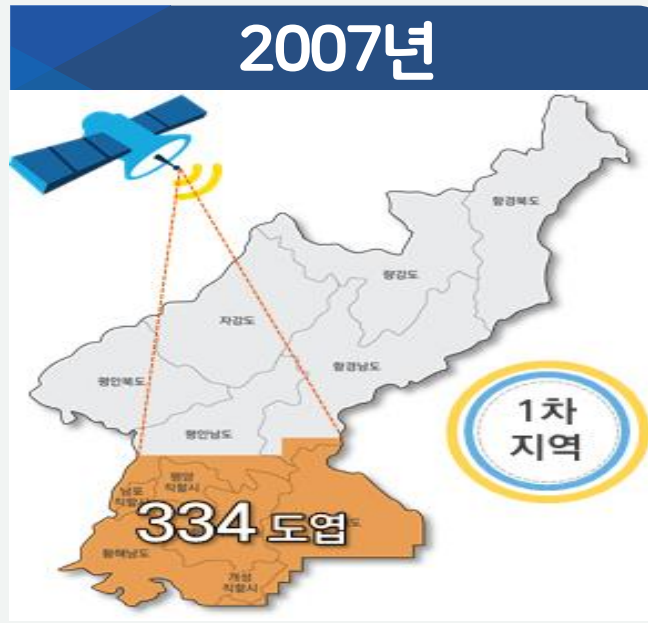 2007년
함경북도
량강도
자강도
함경남도
평안북도
평안남도
1차
지역
평양
직할시
남포
직할시
334 도엽
도
황해남도
개성
직할시